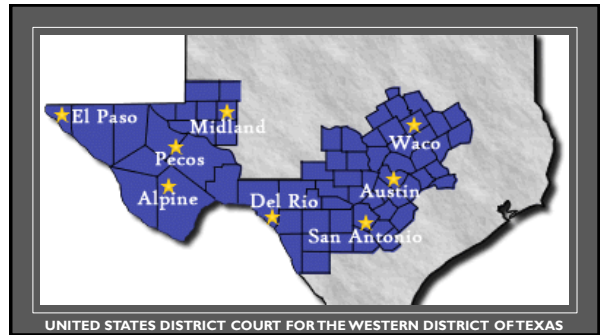 El Paso
Midland
Waco
Pecos
Alpine
Del Rio
Austin
San Antonio
UNITED STATES DISTRICT COURT FOR THE WESTERN DISTRICT OF TEXAS